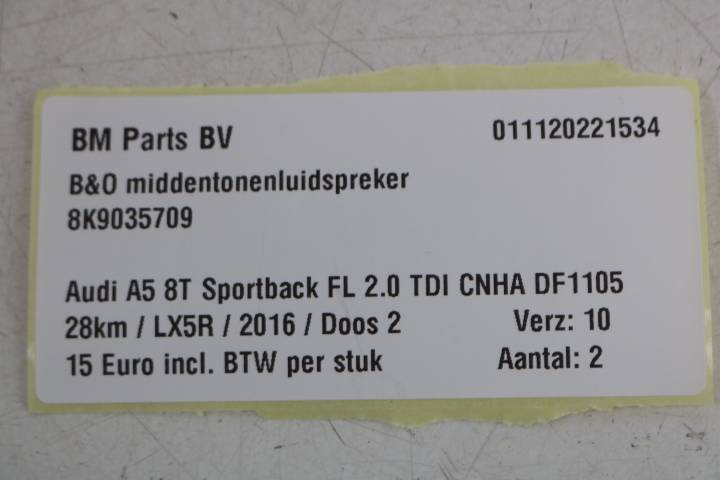 BM Parts BV 011120221534
B&O middentonenluidspreker
8K9035709
Audi A5 8T Sportback FL 2.0 TDI CNHA DF1105
28km / LX5R / 2016 / Doos 2 Verz: 10
15 Euro incl. BTW per stuk Aantal: 2